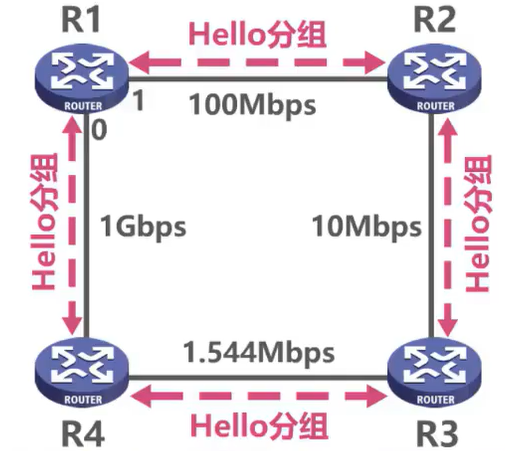 R1
Hello分组
R2
ROUTER
1
100Mbps
ROUTER
0
Hello分组
1Gbps
10Mbps
Hello分组
1.544Mbps
ROUTER
Hello分组
ROUTER
R4
R3